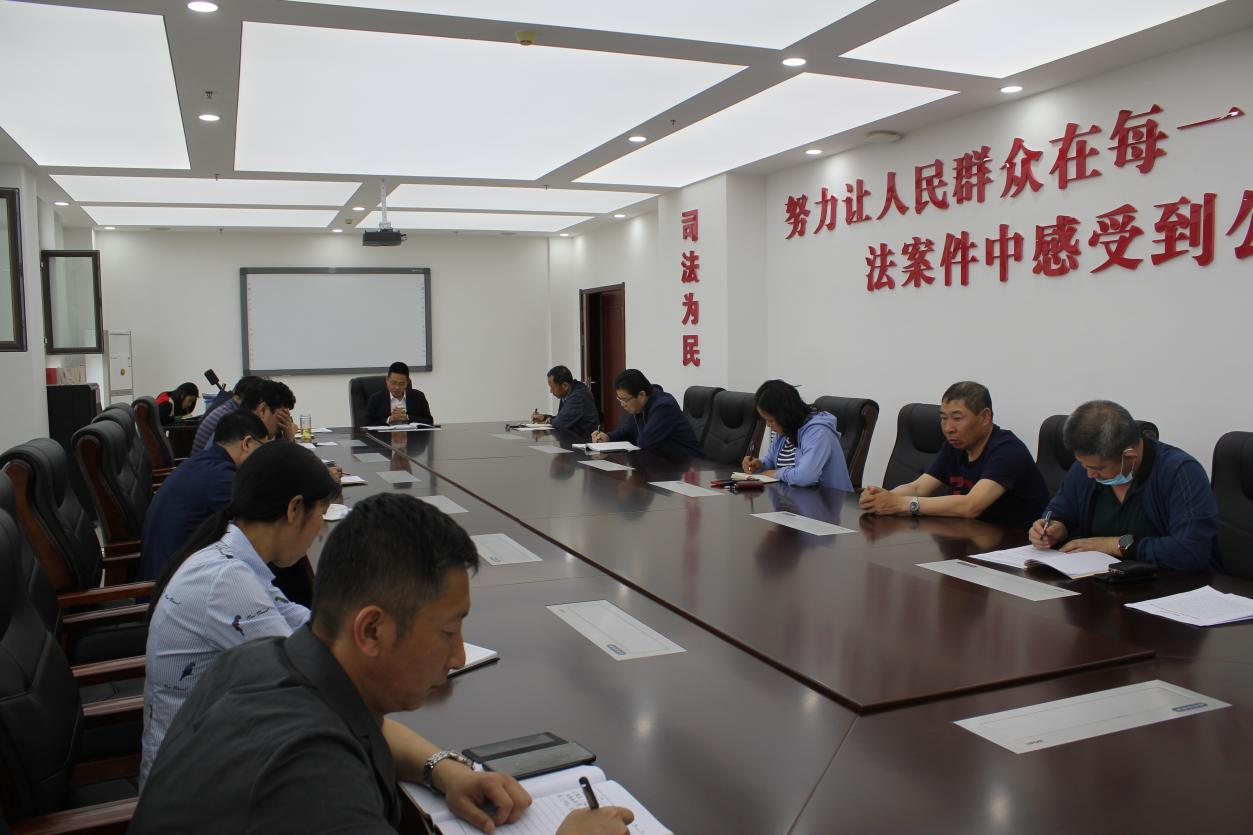 司法为民
努力让人民群众在每一
法案件中感受到公